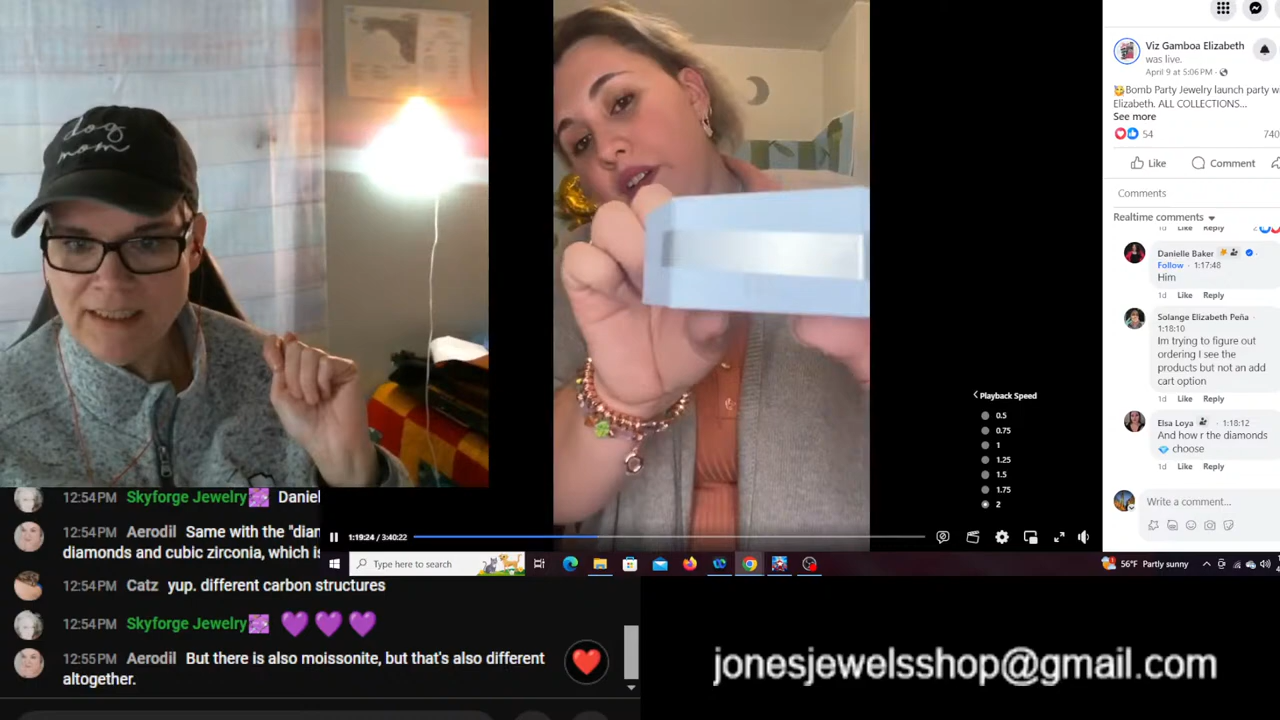 dog
mom
12:54PM Skyforge Jewelry Daniel
12:54PM Aerodil Same with the "dian
diamonds and cubic zirconia, which is
12:54PM Catz yup. different carbon structures
12:54PM Skyforge Jewelry 💜 💜 💜
12:55PM Aerodil But there is also moissonite, but that's also different
altogether.
1:19:24 / 3:40:22
Playback Speed
0.5
0.75
1
1.25
1.5
1.75
2
Type here to search
56°F Partly sunny
Viz Gamboa Elizabeth
was live.
April 9 at 5:06 PM
🥰Bomb Party Jewelry launch party w
Elizabeth. ALL COLLECTIONS...
See more
54
740
Like Comment
Comments
Realtime comments
1d Like Reply 2
Danielle Baker
Follow · 1:17:48
Him
1d Like Reply
Solange Elizabeth Peña
1:18:10
Im trying to figure out
ordering I see the
products but not an add
cart option
1d Like Reply
Elsa Loya · 1:18:12
And how r the diamonds
💎 choose
1d Like Reply
Write a comment...
jonesjewelsshop@gmail.com